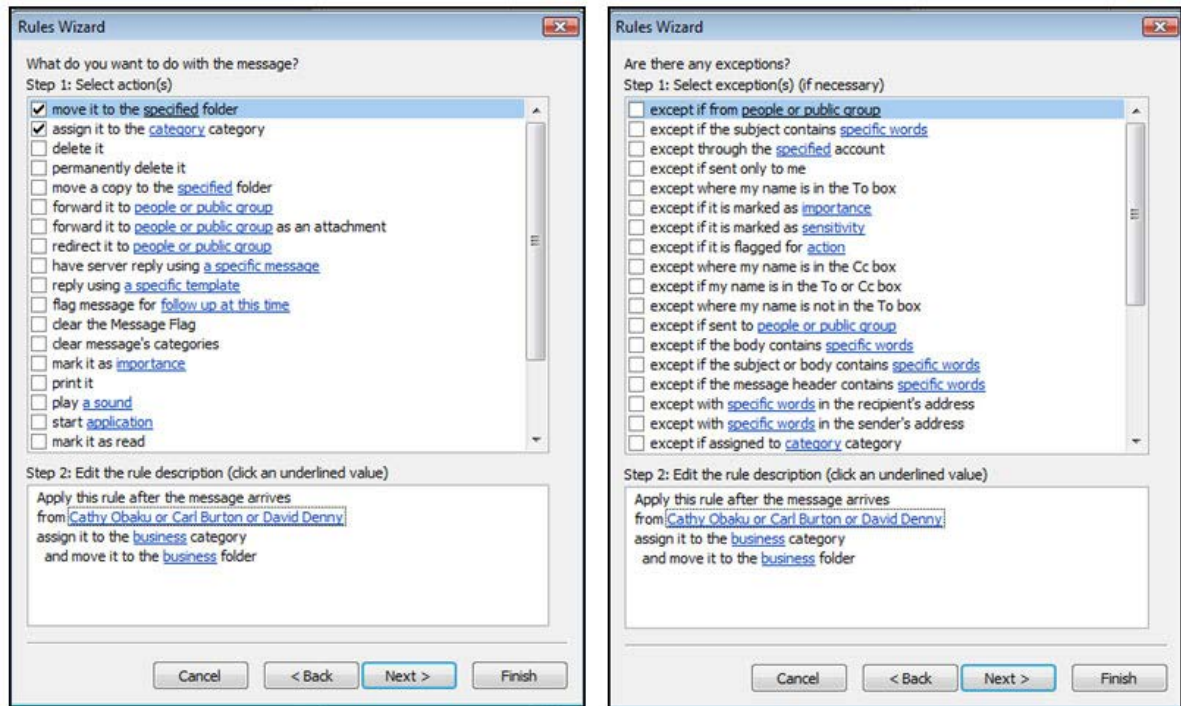 Rules Wizard
What do you want to do with the message?
Step 1: Select action(s)
move it to the specified folder
assign it to the category category
delete it
permanently delete it
move a copy to the specified folder
forward it to people or public group
forward it to people or public group as an attachment
redirect it to people or public group
have server reply using a specific message
reply using a specific template
flag message for follow up at this time
clear the Message Flag
clear message's categories
mark it as importance
print it
play a sound
start application
mark it as read
Step 2: Edit the rule description (click an underlined value)
Apply this rule after the message arrives
from Cathy Obaku or Carl Burton or David Denny
assign it to the business category
and move it to the business folder
Cancel
< Back
Next >
Finish
Rules Wizard
Are there any exceptions?
Step 1: Select exception(s) (if necessary)
except if from people or public group
except if the subject contains specific words
except through the specified account
except if sent only to me
except where my name is in the To box
except if it is marked as importance
except if it is marked as sensitivity
except if it is flagged for action
except where my name is in the Cc box
except if my name is in the To or Cc box
except where my name is not in the To box
except if sent to people or public group
except if the body contains specific words
except if the subject or body contains specific words
except if the message header contains specific words
except with specific words in the recipient's address
except with specific words in the sender's address
except if assigned to category category
Step 2: Edit the rule description (click an underlined value)
Apply this rule after the message arrives
from Cathy Obaku or Carl Burton or David Denny
assign it to the business category
and move it to the business folder
Cancel
< Back
Next >
Finish